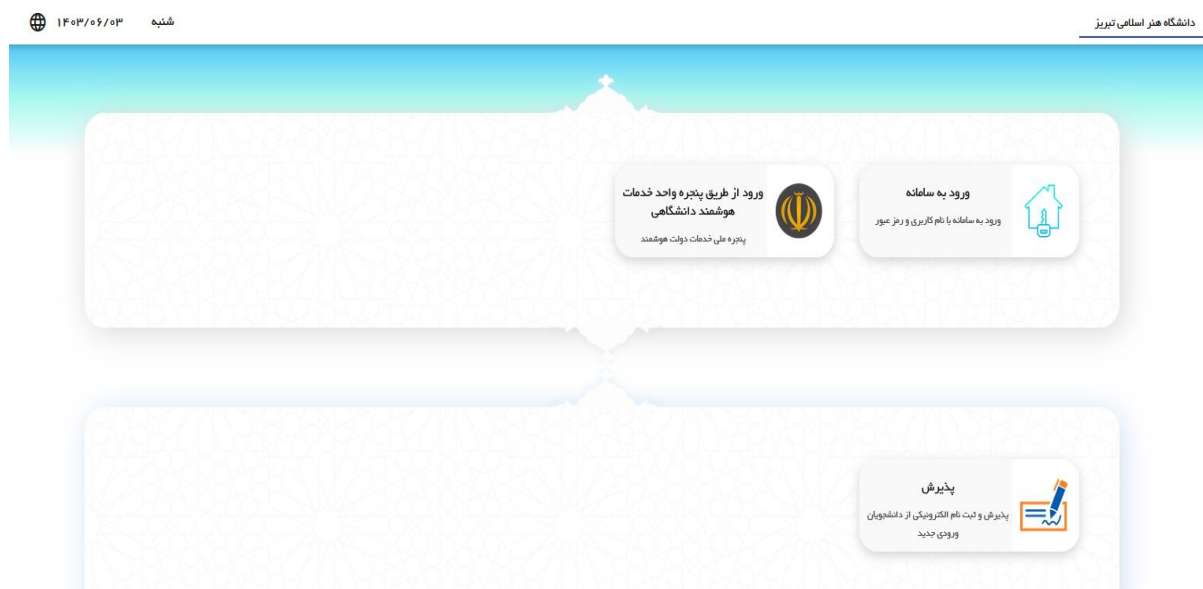 دانشگاه هنر اسلامی تبریز
شنبه ۱۴۰۳/۰۶/۰۳
ورود به سامانه
ورود به سامانه با نام کاربری و رمز عبور
ورود از طریق پنجره واحد خدمات
هوشمند دانشگاهی
پنجره ملی خدمات دولت هوشمند
پذیرش
پذیرش و ثبت نام الکترونیکی از دانشجویان
ورودی جدید